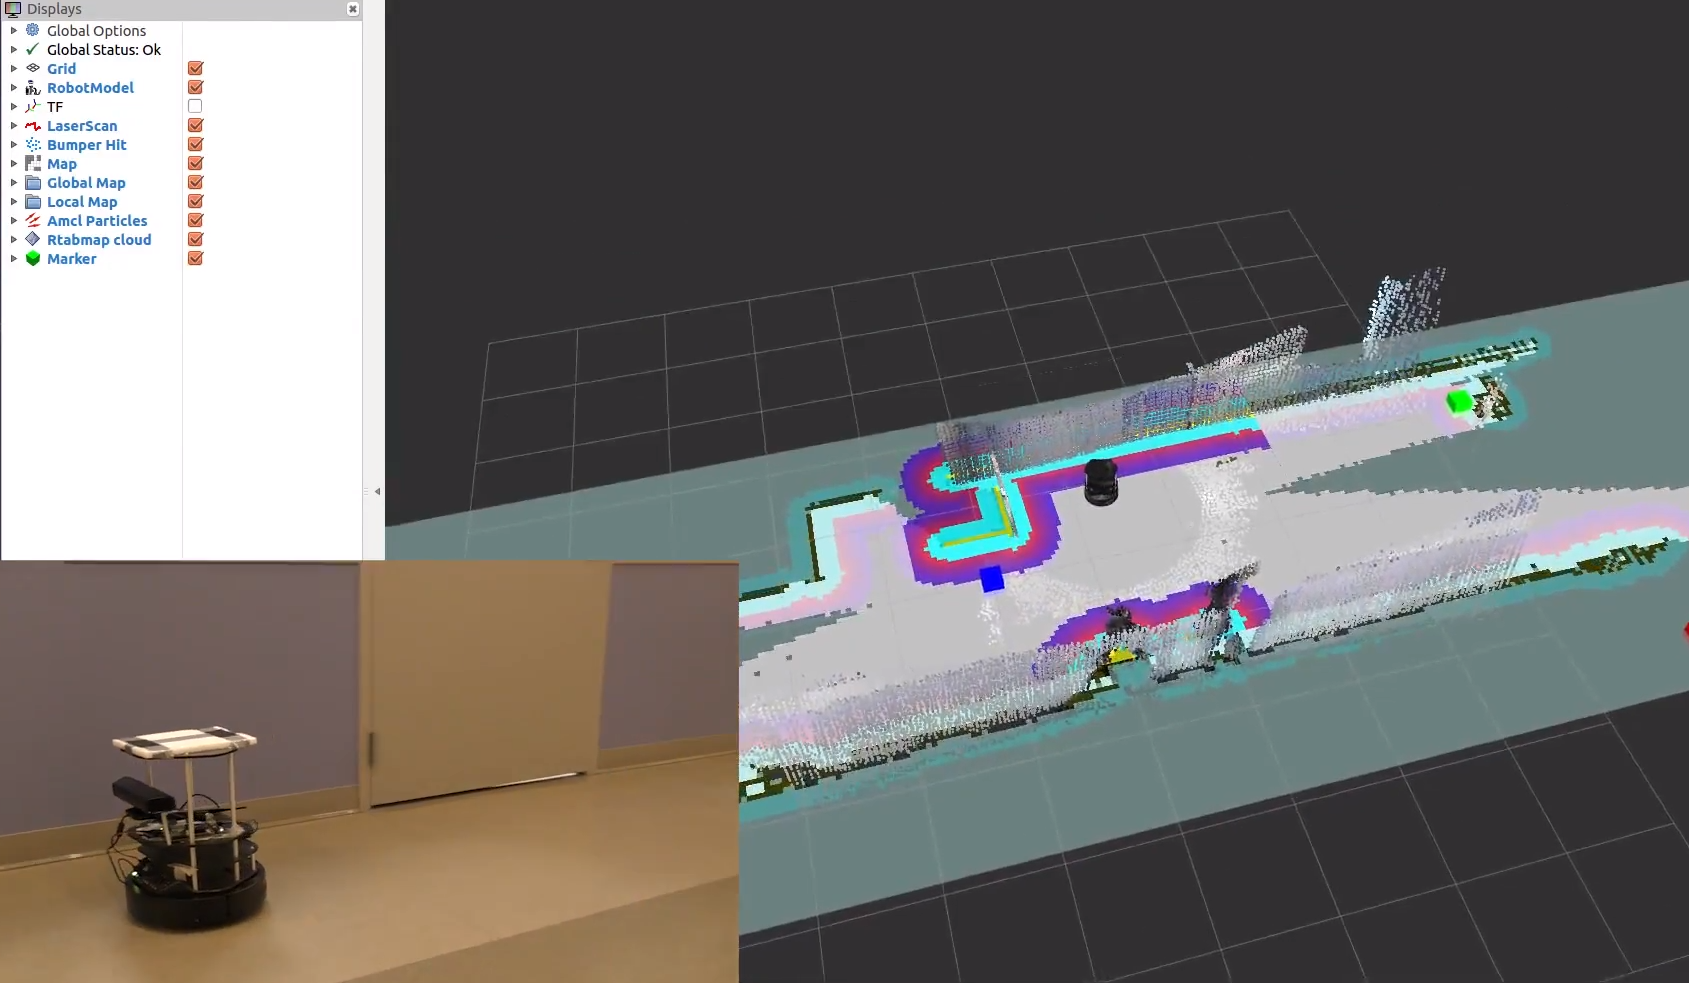 Displays
Global Options
Global Status: Ok
Grid
RobotModel
TF
LaserScan
Bumper Hit
Map
Global Map
Local Map
Amcl Particles
Rtabmap cloud
Marker